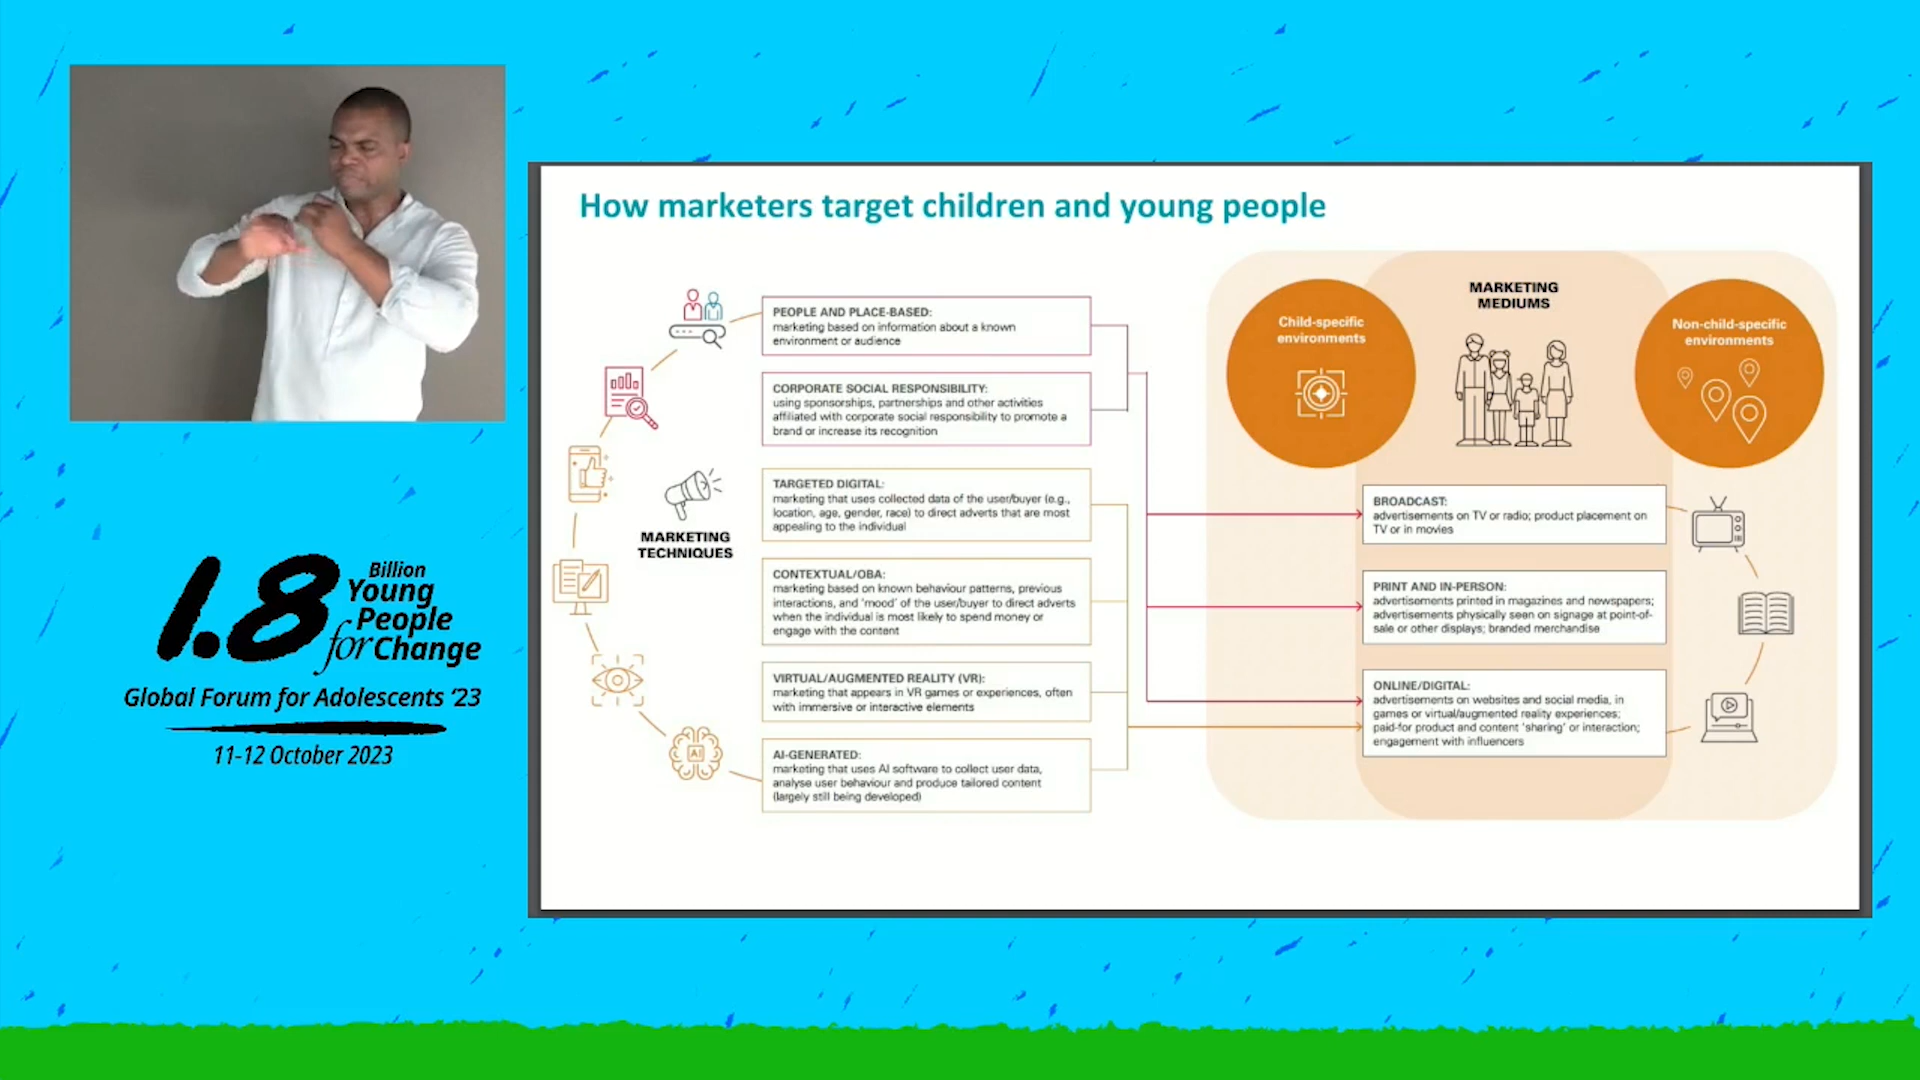 How marketers target children and young people
PEOPLE AND PLACE-BASED:
marketing based on information about a known
environment or audience
CORPORATE SOCIAL RESPONSIBILITY:
using sponsorships, partnerships and other activities
affiliated with corporate social responsibility to promote a
brand or increase its recognition
TARGETED DIGITAL:
marketing that uses collected data of the user/buyer (e.g.,
location, age, gender, race) to direct adverts that are most
appealing to the individual
MARKETING
TECHNIQUES
CONTEXTUAL/OBA:
marketing based on known behaviour patterns, previous
interactions, and ‘mood’ of the user/buyer to direct adverts
when the individual is most likely to spend money or
engage with the content
VIRTUAL/AUGMENTED REALITY (VR):
marketing that appears in VR games or experiences, often
with immersive or interactive elements
AI
AI-GENERATED:
marketing that uses AI software to collect user data,
analyse user behaviour and produce tailored content
(largely still being developed)
Child-specific
environments
MARKETING
MEDIUMS
Non-child-specific
environments
BROADCAST:
advertisements on TV or radio; product placement on
TV or in movies
PRINT AND IN-PERSON:
advertisements printed in magazines and newspapers;
advertisements physically seen on signage at point-of-
sale or other displays; branded merchandise
ONLINE/DIGITAL:
advertisements on websites and social media, in
games or virtual/augmented reality experiences;
paid-for product and content ‘sharing’ or interaction;
engagement with influencers
1.8 Billion
Young
People
for Change
Global Forum for Adolescents ‘23
11-12 October 2023